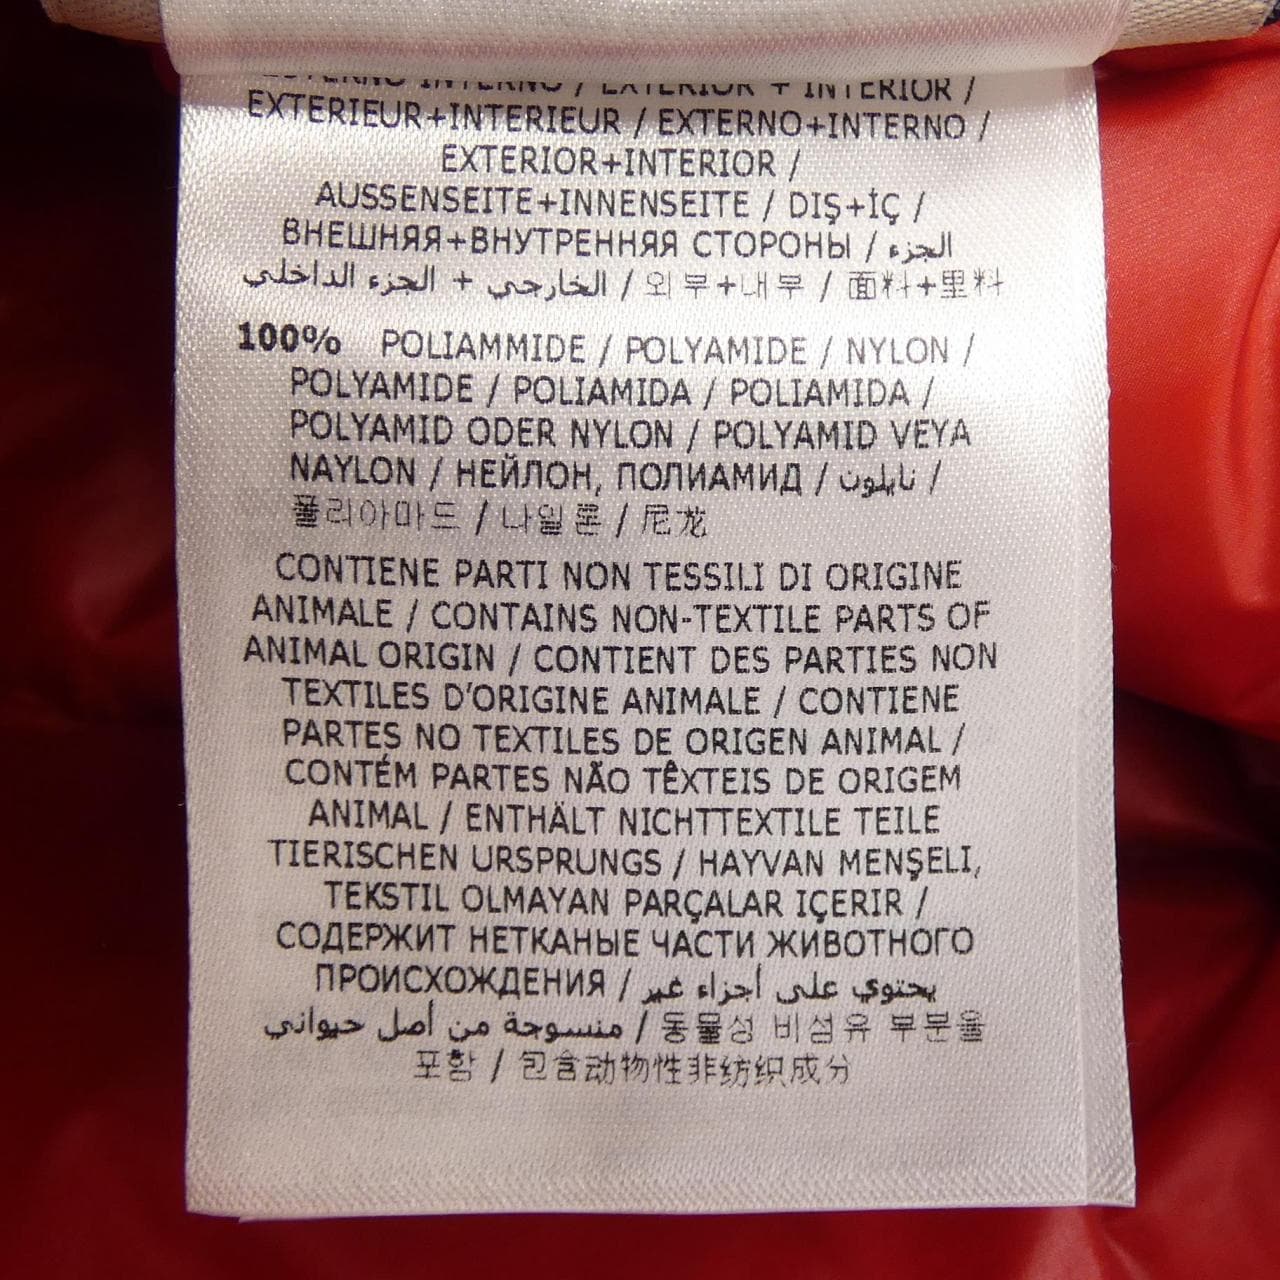 ESTERNO INTERNO / EXTERIOR + INTERIOR /
EXTERIEUR+INTERIEUR / EXTERNO+INTERNO /
EXTERIOR+INTERIOR /
AUSSENSEITE+INNENSEITE / DIŞ+İÇ /
ВНЕШНЯЯ+ВНУТРЕННЯЯ СТОРОНЫ / الجزء
الخارجي + الجزء الداخلي / 외부+내부 / 面料+里料
100% POLIAMMIDE / POLYAMIDE / NYLON /
POLYAMIDE / POLIAMIDA / POLIAMIDA /
POLYAMID ODER NYLON / POLYAMID VEYA
NAYLON / НЕЙЛОН, ПОЛИАМИД / نايلون /
폴리아마드 / 나일론 / 尼龙
CONTIENE PARTI NON TESSILI DI ORIGINE
ANIMALE / CONTAINS NON-TEXTILE PARTS OF
ANIMAL ORIGIN / CONTIENT DES PARTIES NON
TEXTILES D'ORIGINE ANIMALE / CONTIENE
PARTES NO TEXTILES DE ORIGEN ANIMAL /
CONTÉM PARTES NÃO TÊXTEIS DE ORIGEM
ANIMAL / ENTHÄLT NICHTTEXTILE TEILE
TIERISCHEN URSPRUNGS / HAYVAN MENŞELI,
TEKSTIL OLMAYAN PARÇALAR IÇERIR /
СОДЕРЖИТ НЕТКАНЫЕ ЧАСТИ ЖИВОТНОГО
ПРОИСХОЖДЕНИЯ / يحتوي على أجزاء غير
منسوجة من أصل حيواني / 동물성 비섬유 부분을
포함 / 包含动物性非纺织成分